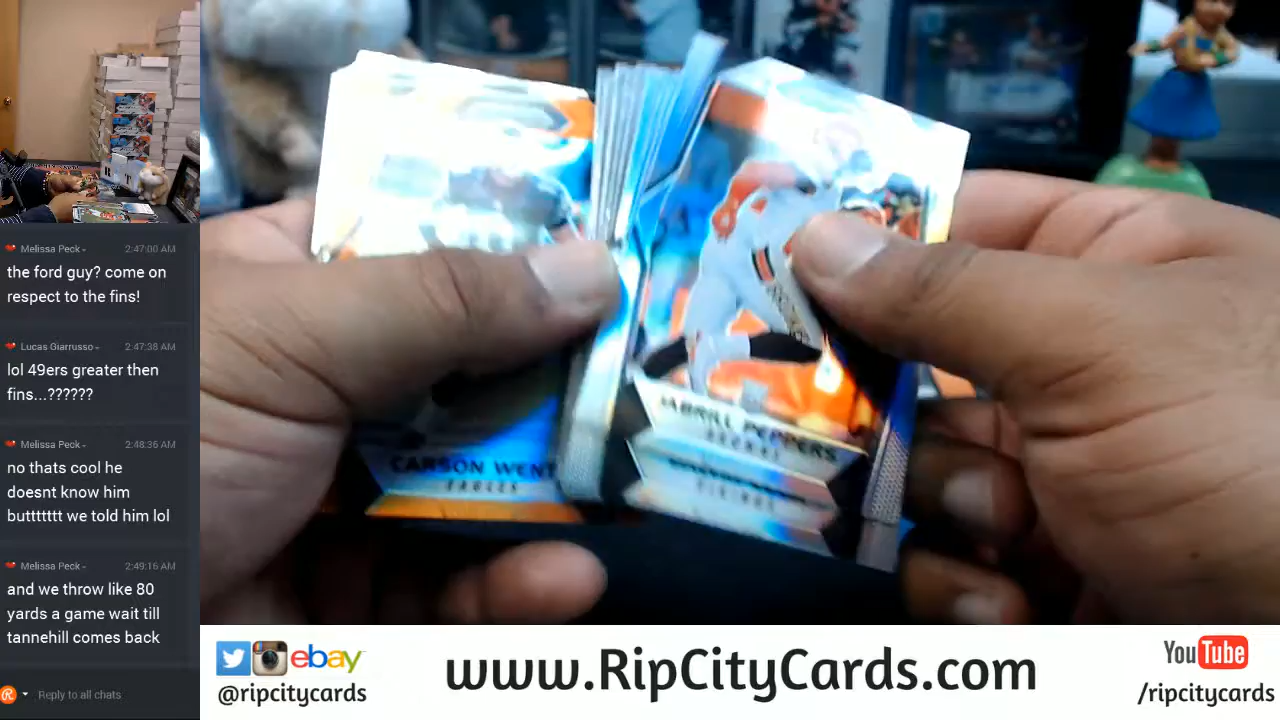 Melissa Peck
2:47:00 AM
the ford guy? come on
respect to the fins!
Lucas Giarrusso
2:47:38 AM
lol 49ers greater then
fins...??????
Melissa Peck
2:48:36 AM
no thats cool he
doesnt know him
buttttttt we told him lol
Melissa Peck
2:49:16 AM
and we throw like 80
yards a game wait till
tannehill comes back
Reply to all chats
CARSON WENT
EAGLES
JABRILL PEPPERS
BROWNS
VIKINGS
ebay
@ripcitycards
www.RipCityCards.com
YouTube
/ripcitycards